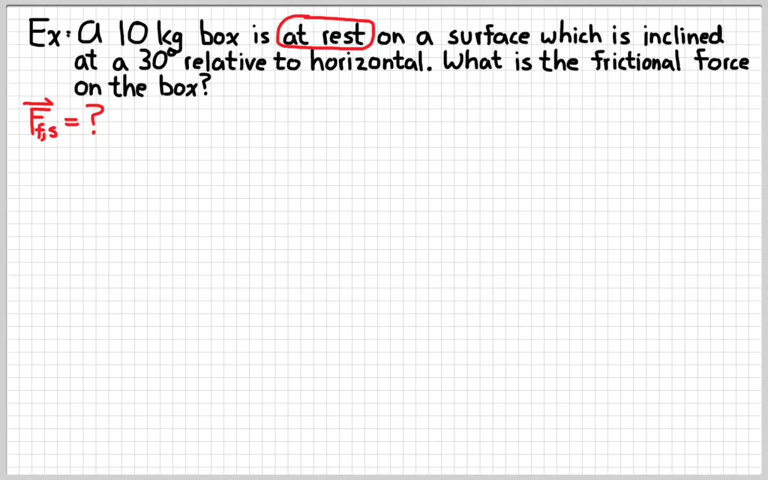 Ex: A 10 kg box is at rest on a surface which is inclined
at a 30° relative to horizontal. What is the frictional force
on the box?
F⃗f,s = ?